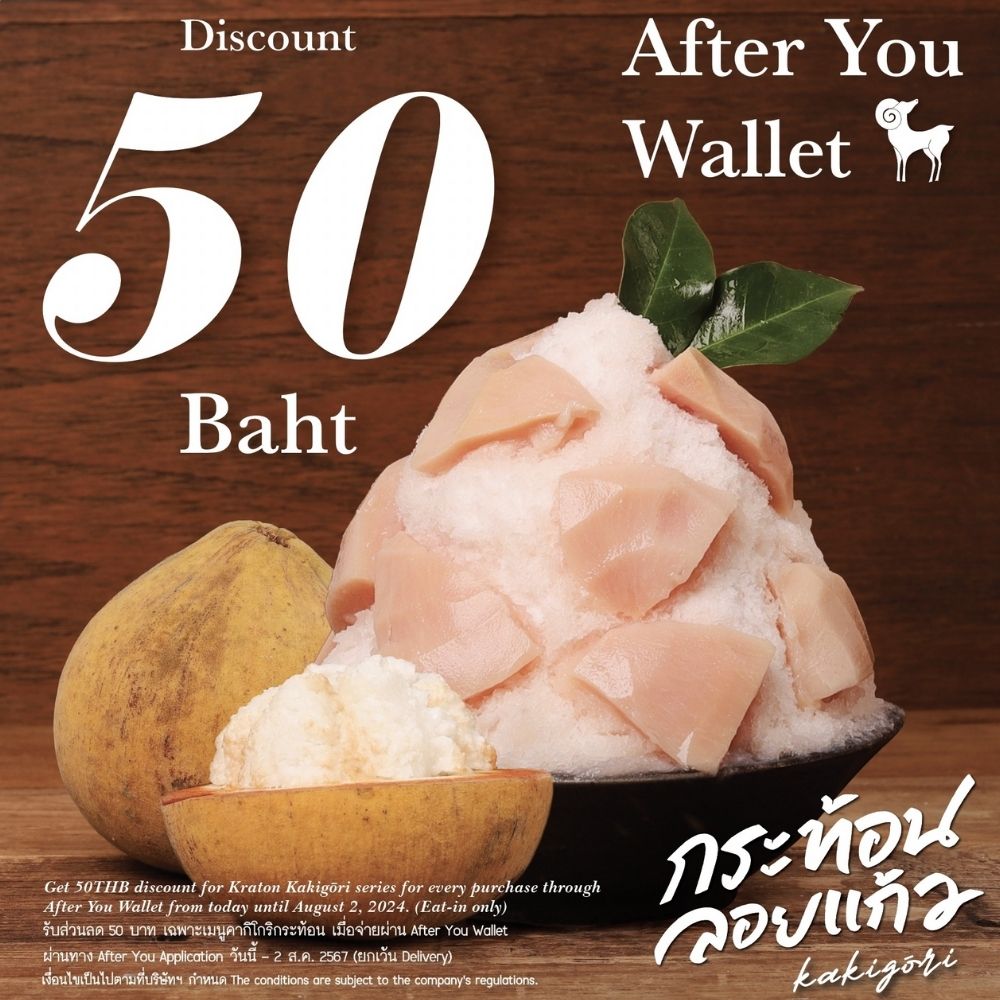 Discount
50
Baht
After You
Wallet
Get 50THB discount for Kraton Kakigōri series for every purchase through
After You Wallet from today until August 2, 2024. (Eat-in only)
รับส่วนลด 50 บาท เฉพาะเมนูคากิโกริกระท้อน เมื่อจ่ายผ่าน After You Wallet
ผ่านทาง After You Application วันนี้ – 2 ส.ค. 2567 (ยกเว้น Delivery)
เงื่อนไขเป็นไปตามที่บริษัทฯ กำหนด The conditions are subject to the company's regulations.
กระท้อน
ลอยแก้ว
kakigōri